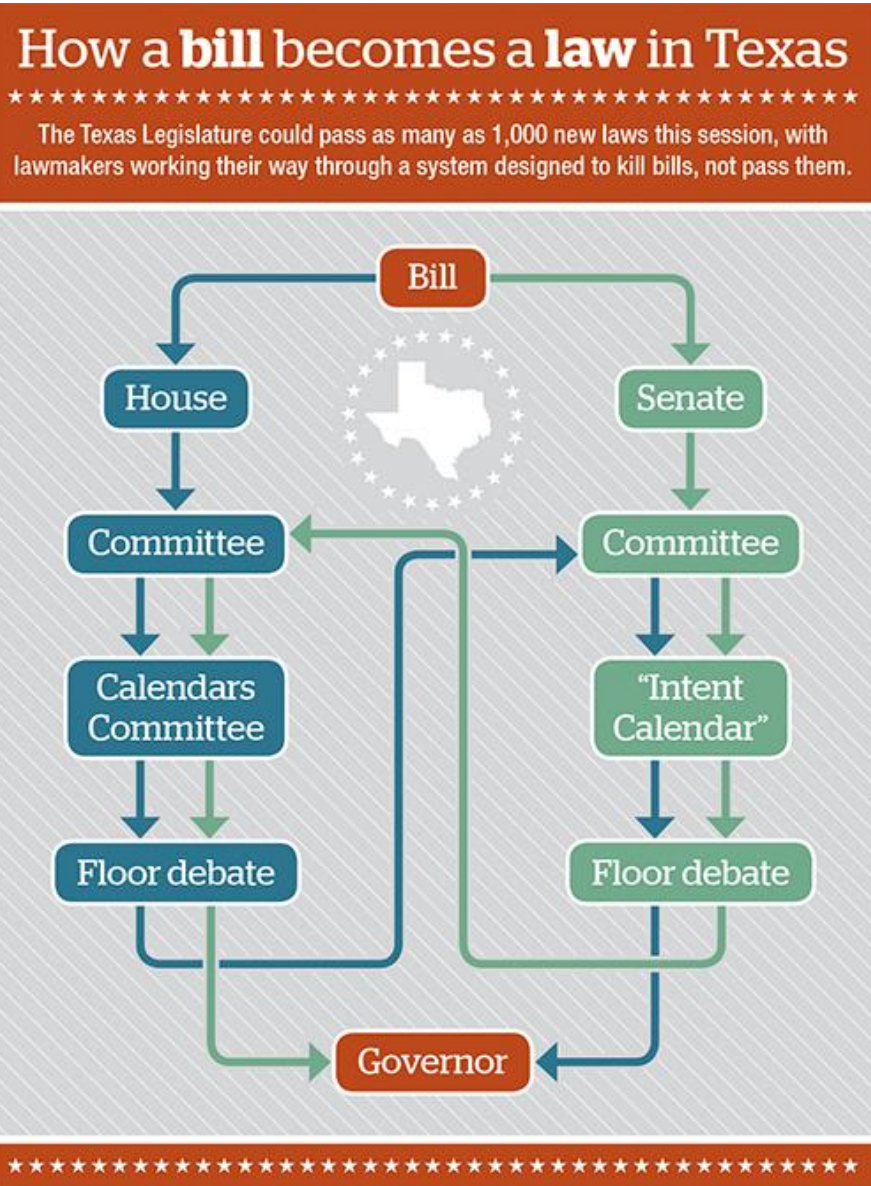 How a bill becomes a law in Texas
The Texas Legislature could pass as many as 1,000 new laws this session, with
lawmakers working their way through a system designed to kill bills, not pass them.
Bill
House
Senate
Committee
Committee
Calendars
Committee
“Intent
Calendar”
Floor debate
Floor debate
Governor